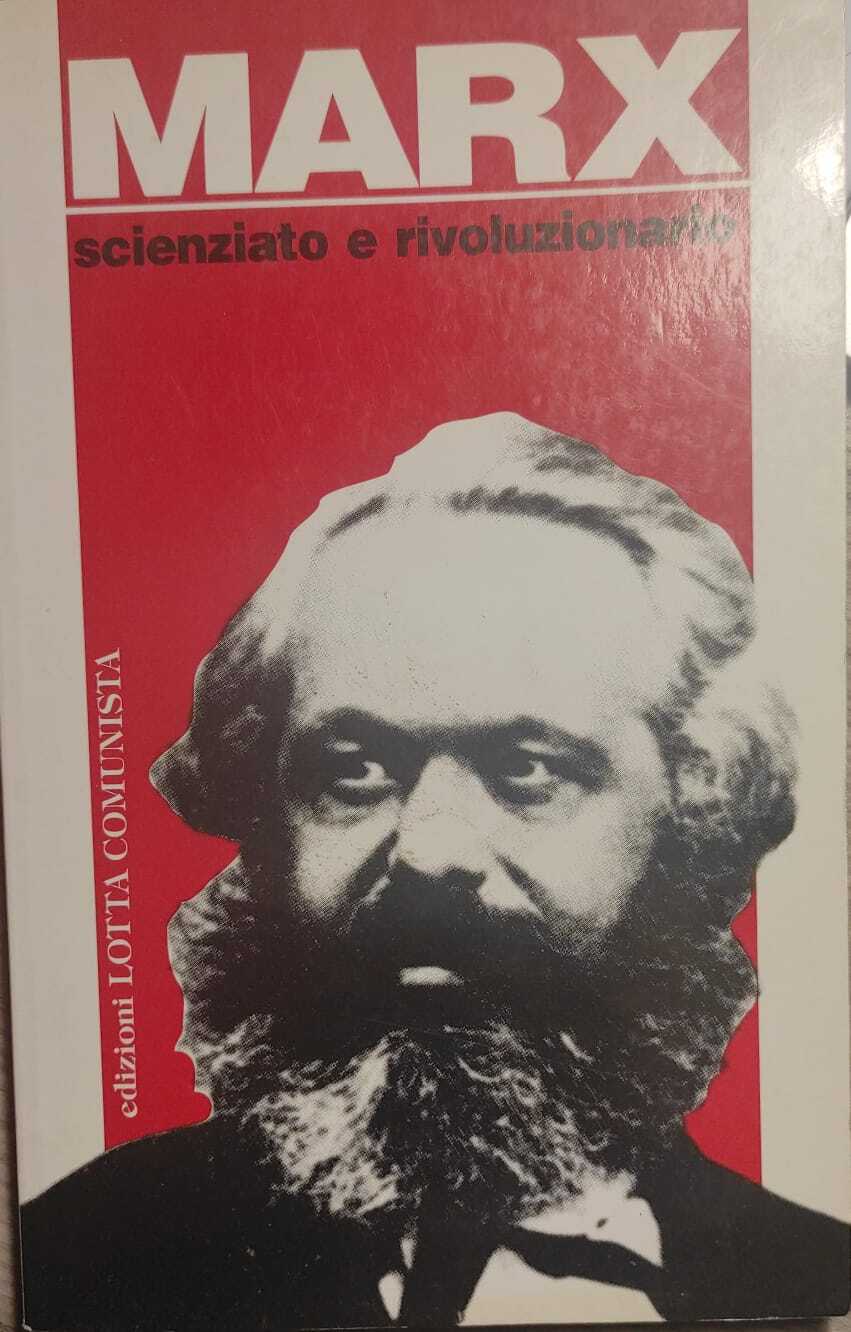 MARX
scienziato e rivoluzionario
edizioni LOTTA COMUNISTA